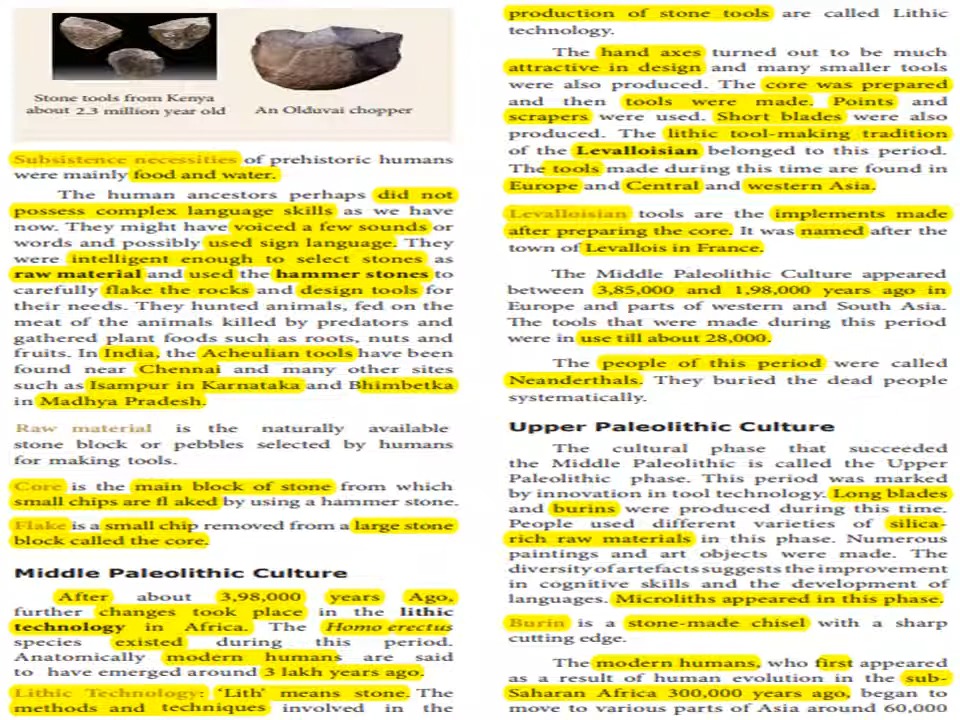 Stone tools from Kenya
about 2.3 million year old
An Olduvai chopper
Subsistence necessities of prehistoric humans
were mainly food and water.
The human ancestors perhaps did not
possess complex language skills as we have
now. They might have voiced a few sounds or
words and possibly used sign language. They
were intelligent enough to select stones as
raw material and used the hammer stones to
carefully flake the rocks and design tools for
their needs. They hunted animals, fed on the
meat of the animals killed by predators and
gathered plant foods such as roots, nuts and
fruits. In India, the Acheulian tools have been
found near Chennai and many other sites
such as Isampur in Karnataka and Bhimbetka
in Madhya Pradesh.
Raw material is the naturally available
stone block or pebbles selected by humans
for making tools.
Core is the main block of stone from which
small chips are fl aked by using a hammer stone.
Flake is a small chip removed from a large stone
block called the core.
Middle Paleolithic Culture
After about 3,98,000 years Ago,
further changes took place in the lithic
technology in Africa. The Homo erectus
species existed during this period.
Anatomically modern humans are said
to have emerged around 3 lakh years ago.
Lithic Technology: ‘Lith’ means stone. The
methods and techniques involved in the
production of stone tools are called Lithic
technology.
The hand axes turned out to be much
attractive in design and many smaller tools
were also produced. The core was prepared
and then tools were made. Points and
scrapers were used. Short blades were also
produced. The lithic tool-making tradition
of the Levalloisian belonged to this period.
The tools made during this time are found in
Europe and Central and western Asia.
Levalloisian tools are the implements made
after preparing the core. It was named after the
town of Levallois in France.
The Middle Paleolithic Culture appeared
between 3,85,000 and 1,98,000 years ago in
Europe and parts of western and South Asia.
The tools that were made during this period
were in use till about 28,000.
The people of this period were called
Neanderthals. They buried the dead people
systematically.
Upper Paleolithic Culture
The cultural phase that succeeded
the Middle Paleolithic is called the Upper
Paleolithic phase. This period was marked
by innovation in tool technology. Long blades
and burins were produced during this time.
People used different varieties of silica-
rich raw materials in this phase. Numerous
paintings and art objects were made. The
diversity of artefacts suggests the improvement
in cognitive skills and the development of
languages. Microliths appeared in this phase.
Burin is a stone-made chisel with a sharp
cutting edge.
The modern humans, who first appeared
as a result of human evolution in the sub-
Saharan Africa 300,000 years ago, began to
move to various parts of Asia around 60,000